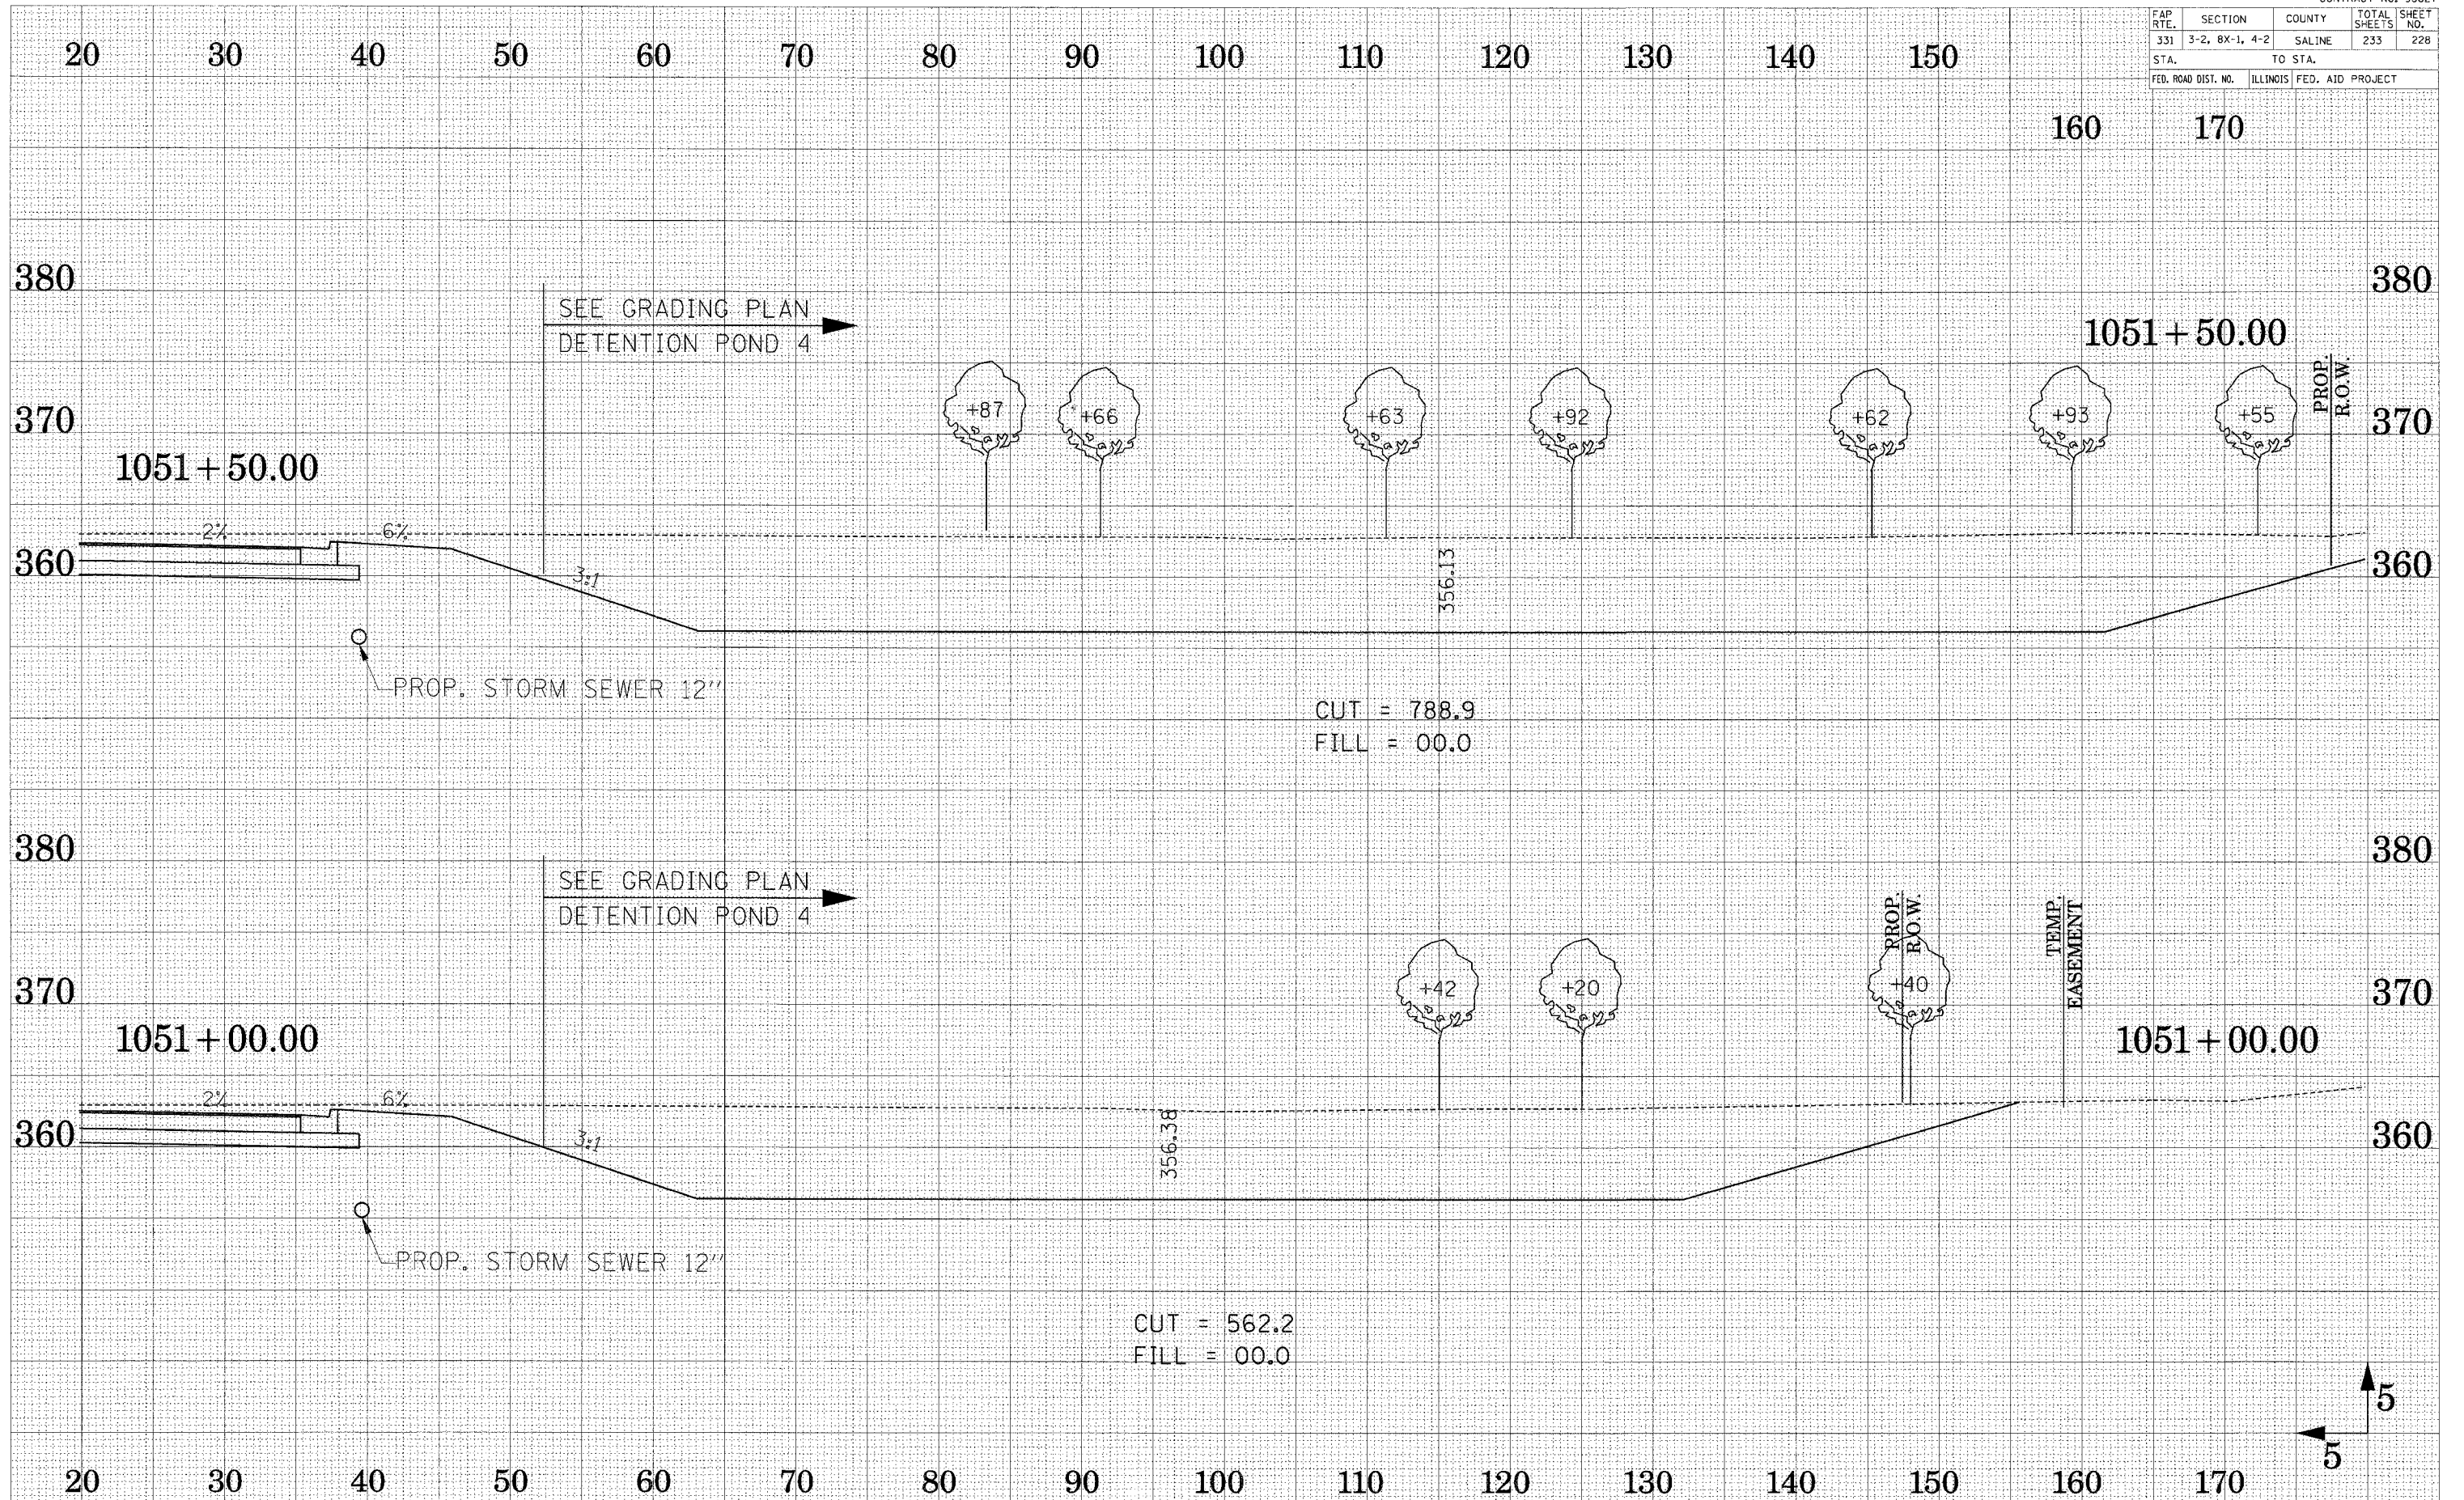 FAP RTE. SECTION COUNTY TOTAL SHEETS SHEET NO.
331 3-2, 8X-1, 4-2 SALINE 233 228
STA. TO STA.
FED. ROAD DIST. NO. ILLINOIS FED. AID PROJECT
20 30 40 50 60 70 80 90 100 110 120 130 140 150
160 170
380 380
SEE GRADING PLAN
DETENTION POND 4
1051+50.00
PROP.
R.O.W.
+87 +66 +63 +92 +62 +93 +55
370 370
1051+50.00
2% 6%
3:1
356.13
360 360
PROP. STORM SEWER 12"
CUT = 788.9
FILL = 00.0
380 380
SEE GRADING PLAN
DETENTION POND 4
PROP.
R.O.W.
TEMP.
EASEMENT
+42 +20 +40
370 370
1051+00.00 1051+00.00
2% 6%
3:1
356.38
360 360
PROP. STORM SEWER 12"
CUT = 562.2
FILL = 00.0
5
5
20 30 40 50 60 70 80 90 100 110 120 130 140 150 160 170